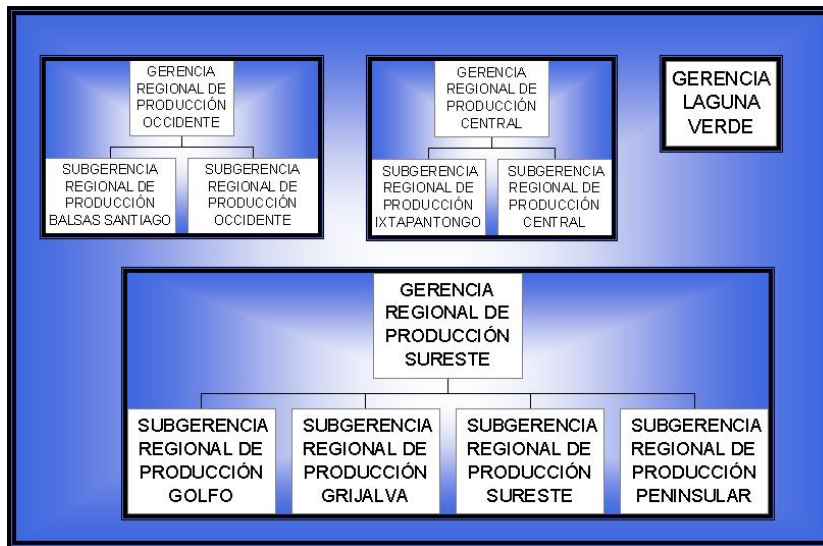 GERENCIA
REGIONAL DE
PRODUCCIÓN
OCCIDENTE
SUBGERENCIA
REGIONAL DE
PRODUCCIÓN
BALSAS SANTIAGO
SUBGERENCIA
REGIONAL DE
PRODUCCIÓN
OCCIDENTE
GERENCIA
REGIONAL DE
PRODUCCIÓN
CENTRAL
SUBGERENCIA
REGIONAL DE
PRODUCCIÓN
IXTAPANTONGO
SUBGERENCIA
REGIONAL DE
PRODUCCIÓN
CENTRAL
GERENCIA
LAGUNA
VERDE
GERENCIA
REGIONAL DE
PRODUCCIÓN
SURESTE
SUBGERENCIA
REGIONAL DE
PRODUCCIÓN
GOLFO
SUBGERENCIA
REGIONAL DE
PRODUCCIÓN
GRIJALVA
SUBGERENCIA
REGIONAL DE
PRODUCCIÓN
SURESTE
SUBGERENCIA
REGIONAL DE
PRODUCCIÓN
PENINSULAR